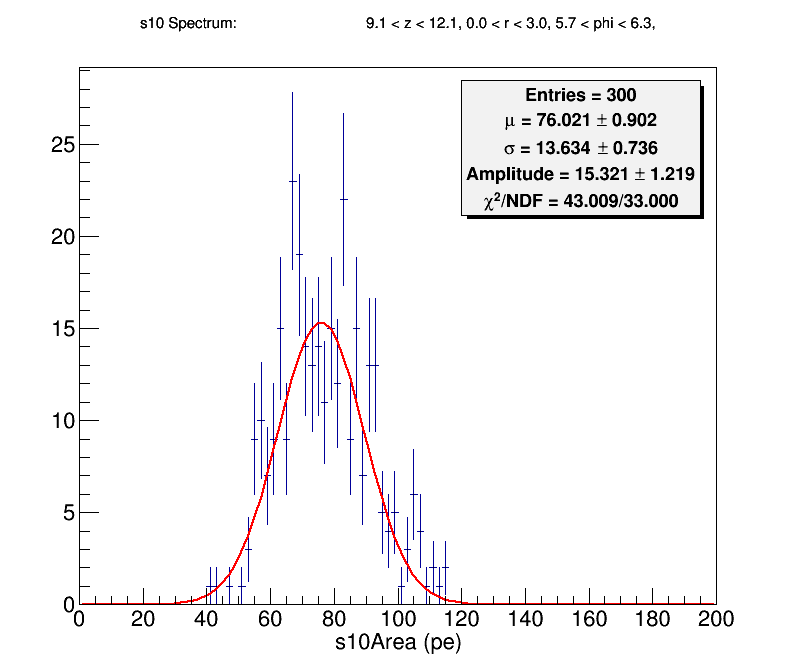 s10 Spectrum: 9.1 < z < 12.1, 0.0 < r < 3.0, 5.7 < phi < 6.3,
Entries = 300
μ = 76.021 ± 0.902
σ = 13.634 ± 0.736
Amplitude = 15.321 ± 1.219
χ²/NDF = 43.009/33.000
25
20
15
10
5
0
0 20 40 60 80 100 120 140 160 180 200
s10Area (pe)